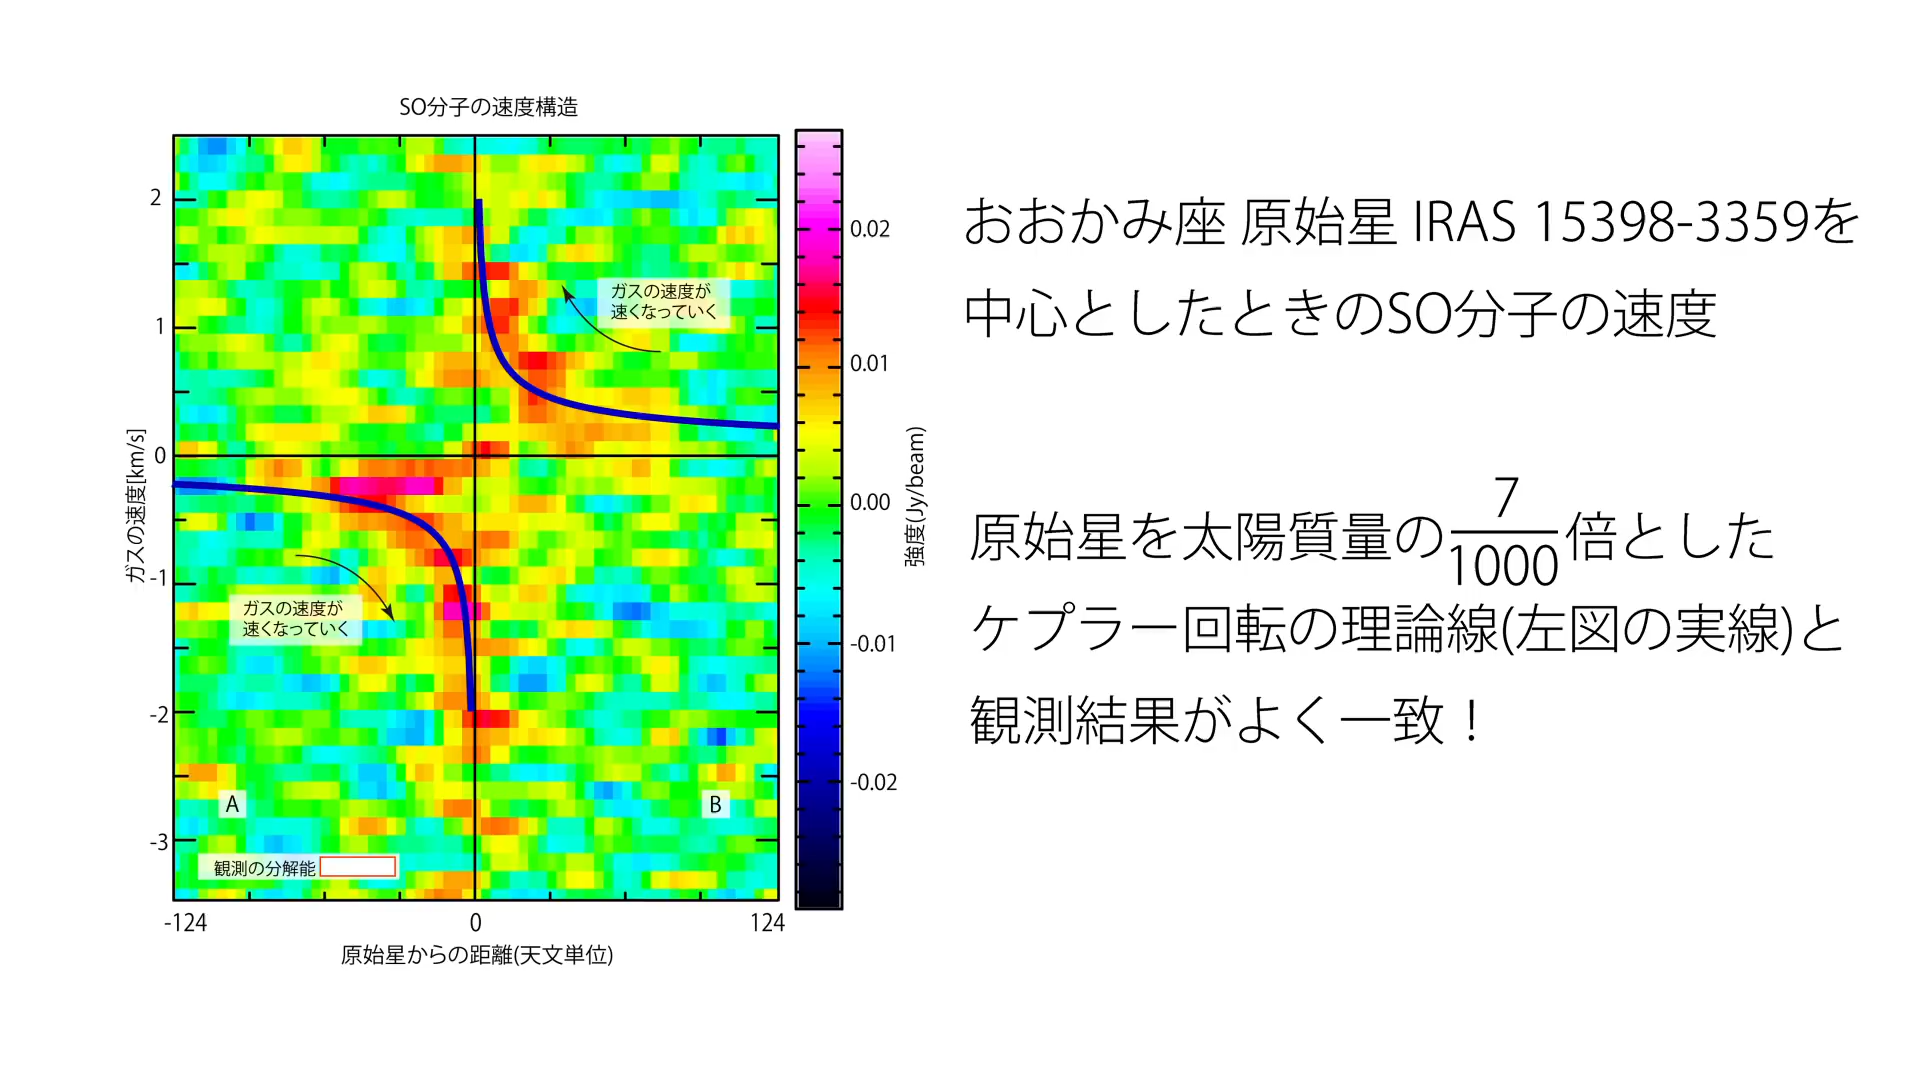 SO分子の速度構造
2
1
0
-1
-2
-3
ガスの速度[km/s]
ガスの速度が
速くなっていく
ガスの速度が
速くなっていく
A
B
観測の分解能
-124
0
124
原始星からの距離(天文単位)
0.02
0.01
0.00
-0.01
-0.02
強度(Jy/beam)
おおかみ座 原始星 IRAS 15398-3359を
中心としたときのSO分子の速度
原始星を太陽質量の7/1000倍とした
ケプラー回転の理論線(左図の実線)と
観測結果がよく一致！